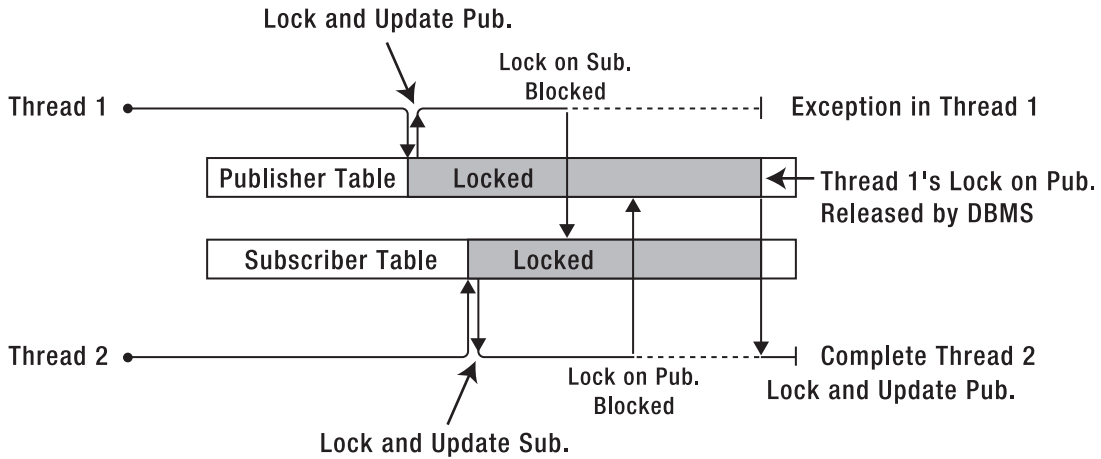 Lock and Update Pub.
Lock on Sub.
Blocked
Thread 1
Exception in Thread 1
Publisher Table
Locked
Thread 1's Lock on Pub.
Released by DBMS
Subscriber Table
Locked
Thread 2
Complete Thread 2
Lock on Pub.
Blocked
Lock and Update Pub.
Lock and Update Sub.